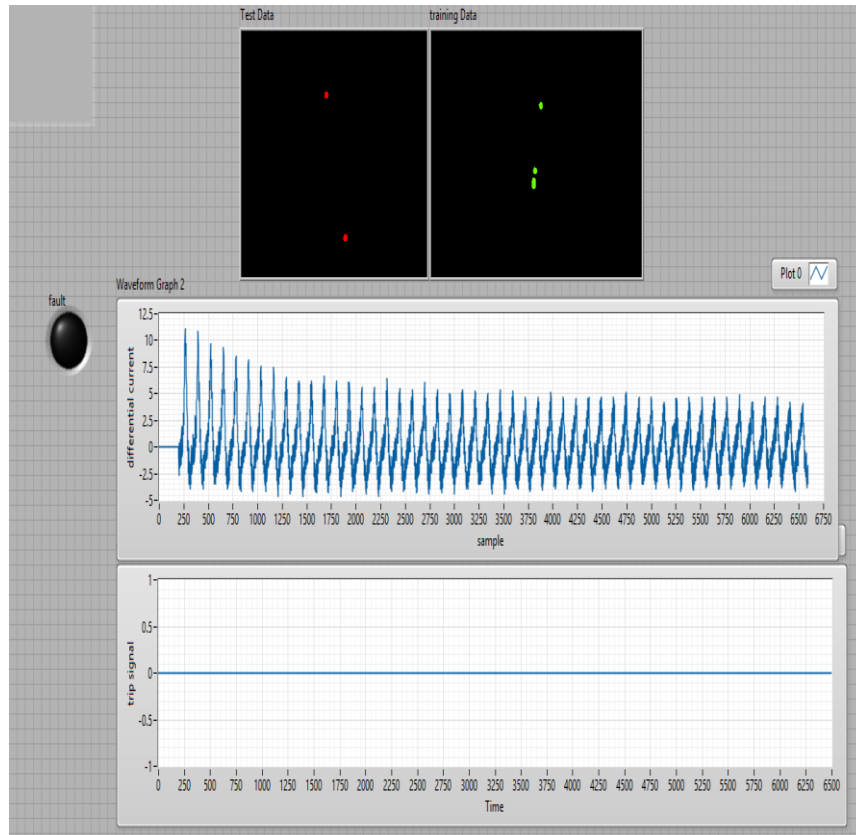 Test Data
training Data
Plot 0
Waveform Graph 2
fault
12.5
10
7.5
5
2.5
0
-2.5
-5
differential current
0 250 500 750 1000 1250 1500 1750 2000 2250 2500 2750 3000 3250 3500 3750 4000 4250 4500 4750 5000 5250 5500 5750 6000 6250 6500 6750
sample
1
0.5
0
-0.5
-1
trip signal
0 250 500 750 1000 1250 1500 1750 2000 2250 2500 2750 3000 3250 3500 3750 4000 4250 4500 4750 5000 5250 5500 5750 6000 6250 6500
Time